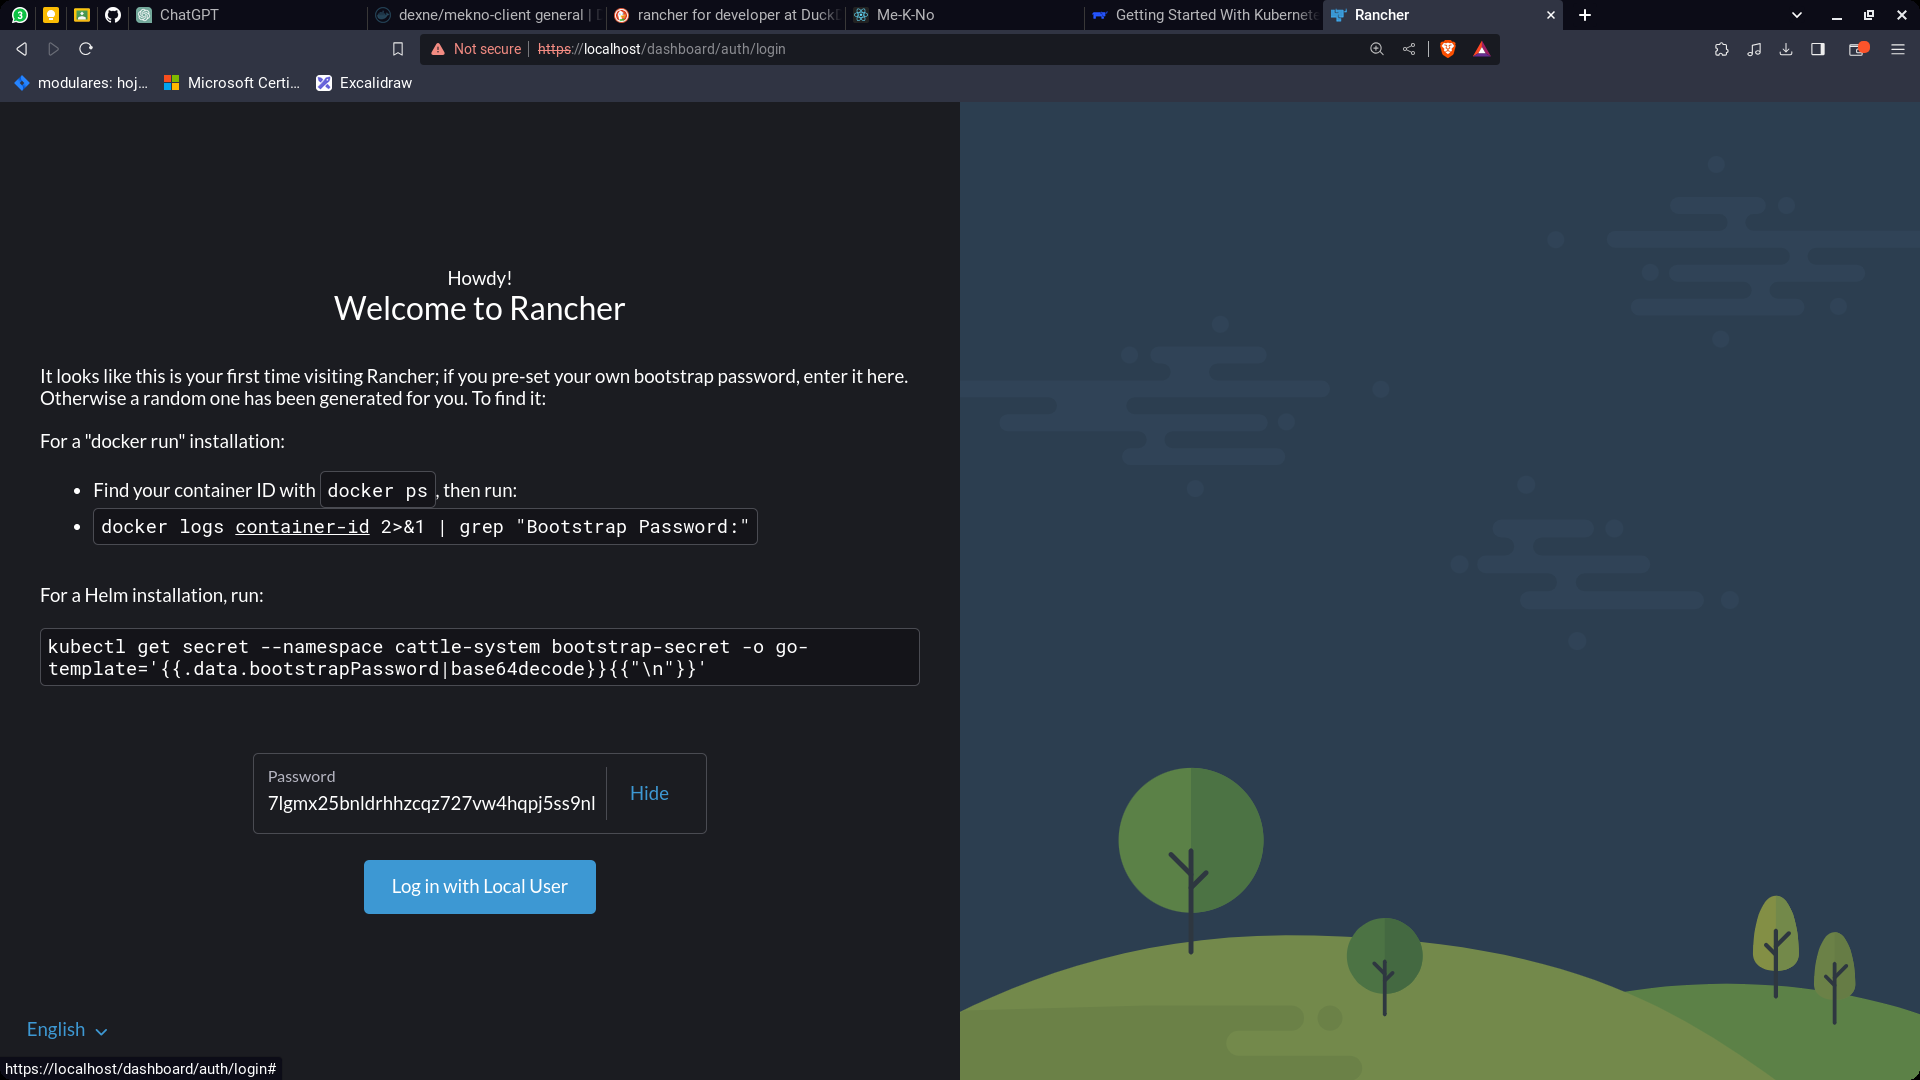 3
ChatGPT
dexne/mekno-client general |
rancher for developer at Duck
Me-K-No
Getting Started With Kubernete
Rancher
Not secure
https://localhost/dashboard/auth/login
modulares: hoj...
Microsoft Certi...
Excalidraw
Howdy!
Welcome to Rancher
It looks like this is your first time visiting Rancher; if you pre-set your own bootstrap password, enter it here.
Otherwise a random one has been generated for you. To find it:
For a "docker run" installation:
• Find your container ID with docker ps, then run:
• docker logs container-id 2>&1 | grep "Bootstrap Password:"
For a Helm installation, run:
kubectl get secret --namespace cattle-system bootstrap-secret -o go-
template='{{.data.bootstrapPassword|base64decode}}{{"\n"}}'
Password
7lgmx25bnldrhhzcqz727vw4hqpj5ss9nl
Hide
Log in with Local User
English
https://localhost/dashboard/auth/login#